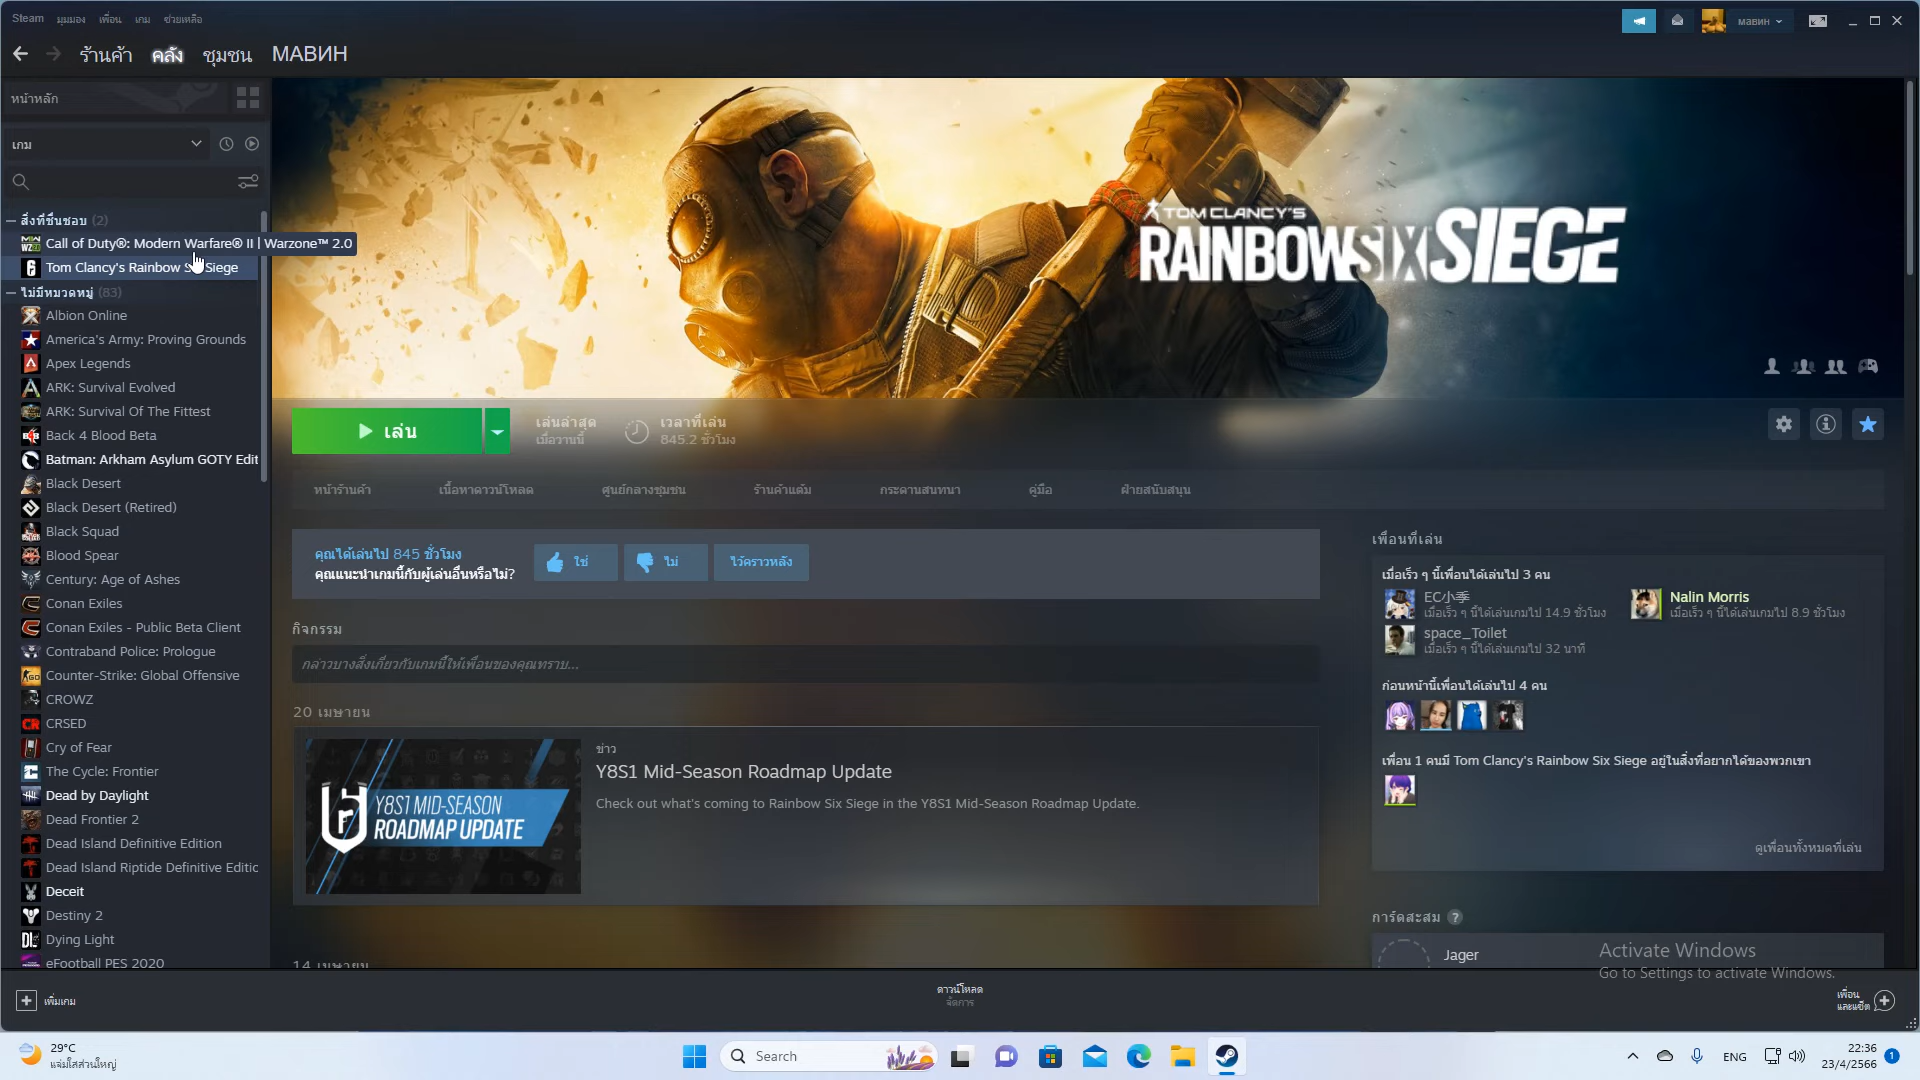 Steam มุมมอง เพื่อน เกม ช่วยเหลือ
мавин
ร้านค้า คลัง ชุมชน МАВИН
หน้าหลัก
เกม
สิ่งที่ชื่นชอบ (2)
Call of Duty®: Modern Warfare® II | Warzone™ 2.0
Tom Clancy's Rainbow Six Siege
ไม่มีหมวดหมู่ (83)
Albion Online
America's Army: Proving Grounds
Apex Legends
ARK: Survival Evolved
ARK: Survival Of The Fittest
Back 4 Blood Beta
Batman: Arkham Asylum GOTY Edit
Black Desert
Black Desert (Retired)
Black Squad
Blood Spear
Century: Age of Ashes
Conan Exiles
Conan Exiles - Public Beta Client
Contraband Police: Prologue
Counter-Strike: Global Offensive
CROWZ
CRSED
Cry of Fear
The Cycle: Frontier
Dead by Daylight
Dead Frontier 2
Dead Island Definitive Edition
Dead Island Riptide Definitive Editic
Deceit
Destiny 2
Dying Light
eFootball PES 2020
TOM CLANCY'S
RAINBOW SIX SIEGE
เล่น
เล่นล่าสุด
เมื่อวานนี้
เวลาที่เล่น
845.2 ชั่วโมง
หน้าร้านค้า เนื้อหาดาวน์โหลด ศูนย์กลางชุมชน ร้านค้าแต้ม กระดานสนทนา คู่มือ ฝ่ายสนับสนุน
คุณได้เล่นไป 845 ชั่วโมง
คุณแนะนำเกมนี้กับผู้เล่นอื่นหรือไม่?
ใช่ ไม่ ไว้คราวหลัง
กิจกรรม
กล่าวบางสิ่งเกี่ยวกับเกมนี้ให้เพื่อนของคุณทราบ...
20 เมษายน
Y8S1 MID-SEASON
ROADMAP UPDATE
ข่าว
Y8S1 Mid-Season Roadmap Update
Check out what's coming to Rainbow Six Siege in the Y8S1 Mid-Season Roadmap Update.
14 เมษายน
เพื่อนที่เล่น
เมื่อเร็ว ๆ นี้เพื่อนได้เล่นไป 3 คน
EC小季
เมื่อเร็ว ๆ นี้ได้เล่นเกมไป 14.9 ชั่วโมง
Nalin Morris
เมื่อเร็ว ๆ นี้ได้เล่นเกมไป 8.9 ชั่วโมง
space_Toilet
เมื่อเร็ว ๆ นี้ได้เล่นเกมไป 32 นาที
ก่อนหน้านี้เพื่อนได้เล่นไป 4 คน
เพื่อน 1 คนมี Tom Clancy's Rainbow Six Siege อยู่ในสิ่งที่อยากได้ของพวกเขา
ดูเพื่อนทั้งหมดที่เล่น
การ์ดสะสม ?
Jager
Activate Windows
Go to Settings to activate Windows.
เพิ่มเกม
ดาวน์โหลด
จัดการ
เพื่อน
และแช็ต
29°C
แจ่มใสส่วนใหญ่
Search
ENG
22:36
23/4/2566
1